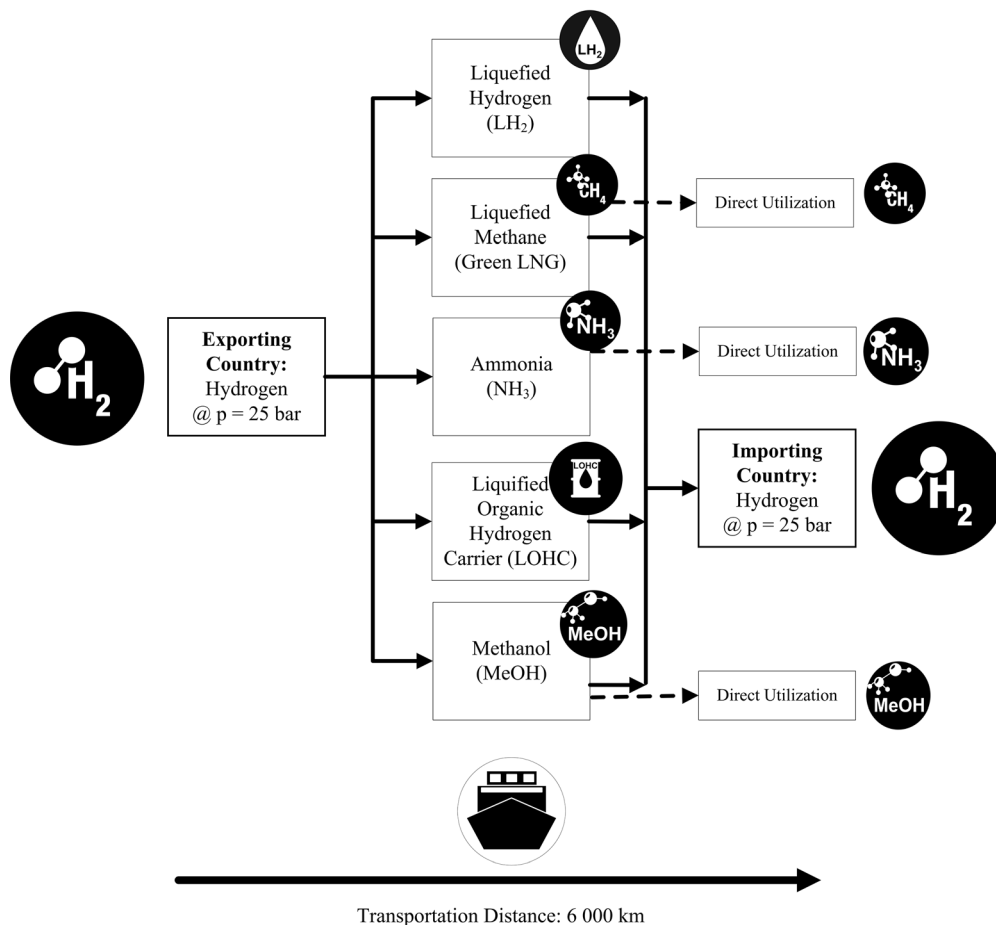 LH₂
Liquefied
Hydrogen
(LH₂)
CH₄
Liquefied
Methane
(Green LNG)
Direct Utilization
CH₄
H₂
Exporting
Country:
Hydrogen
@ p = 25 bar
NH₃
Ammonia
(NH₃)
Direct Utilization
NH₃
LOHC
Liquified
Organic
Hydrogen
Carrier (LOHC)
Importing
Country:
Hydrogen
@ p = 25 bar
H₂
MeOH
Methanol
(MeOH)
Direct Utilization
MeOH
Transportation Distance: 6 000 km